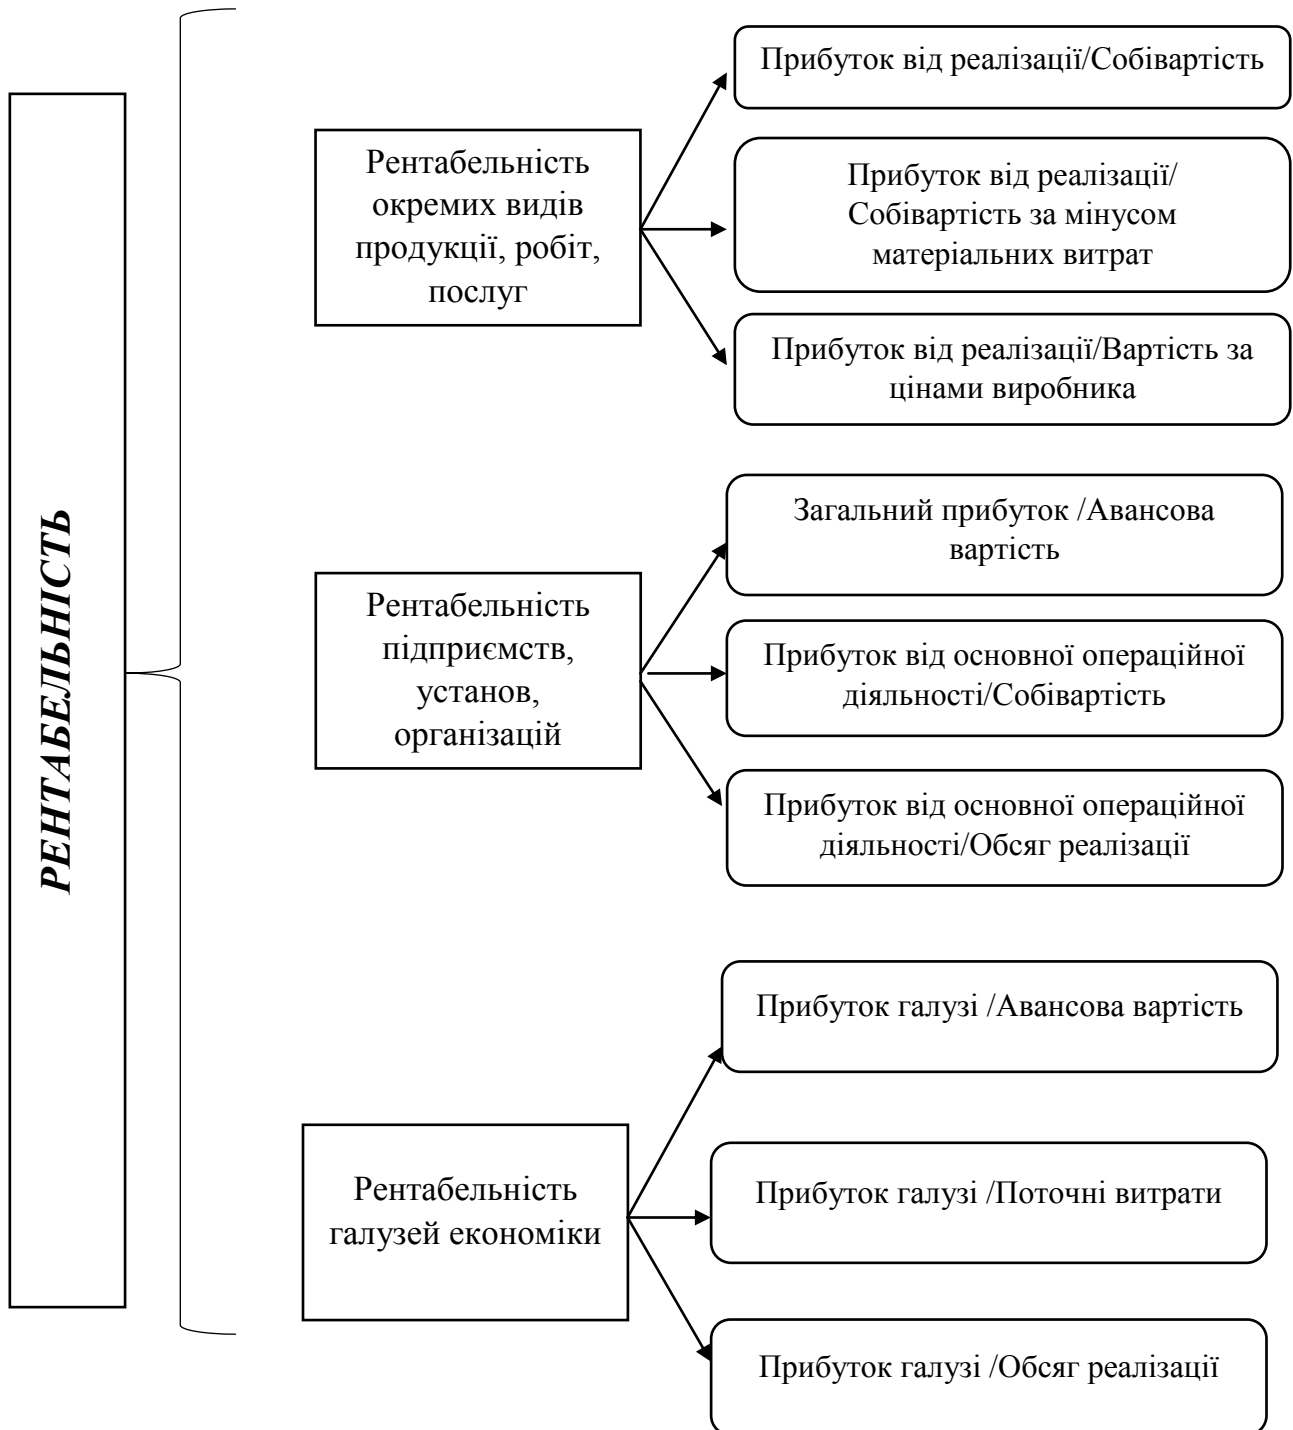 РЕНТАБЕЛЬНІСТЬ
Рентабельність
окремих видів
продукції, робіт,
послуг
Прибуток від реалізації/Собівартість
Прибуток від реалізації/
Собівартість за мінусом
матеріальних витрат
Прибуток від реалізації/Вартість за
цінами виробника
Рентабельність
підприємств,
установ,
організацій
Загальний прибуток /Авансова
вартість
Прибуток від основної операційної
діяльності/Собівартість
Прибуток від основної операційної
діяльності/Обсяг реалізації
Рентабельність
галузей економіки
Прибуток галузі /Авансова вартість
Прибуток галузі /Поточні витрати
Прибуток галузі /Обсяг реалізації